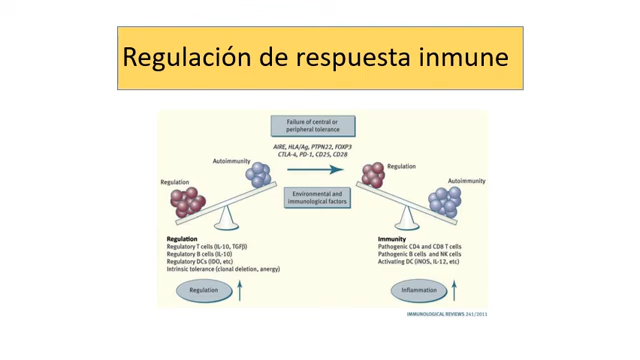 Regulación de respuesta inmune
Failure of central or
peripheral tolerance
AIRE, HLA/Ag, PTPN22, FOXP3
CTLA-4, PD-1, CD25, CD28
Autoimmunity
Regulation
Regulation
Autoimmunity
Environmental and
immunological factors
Regulation
Regulatory T cells (IL-10, TGFβ)
Regulatory B cells (IL-10)
Regulatory DCs (IDO, etc)
Intrinsic tolerance (clonal deletion, anergy)
Regulation
Immunity
Pathogenic CD4 and CD8 T cells
Pathogenic B cells and NK cells
Activating DC (iNOS, IL-12, etc)
Inflammation
IMMUNOLOGICAL REVIEWS 241/2011